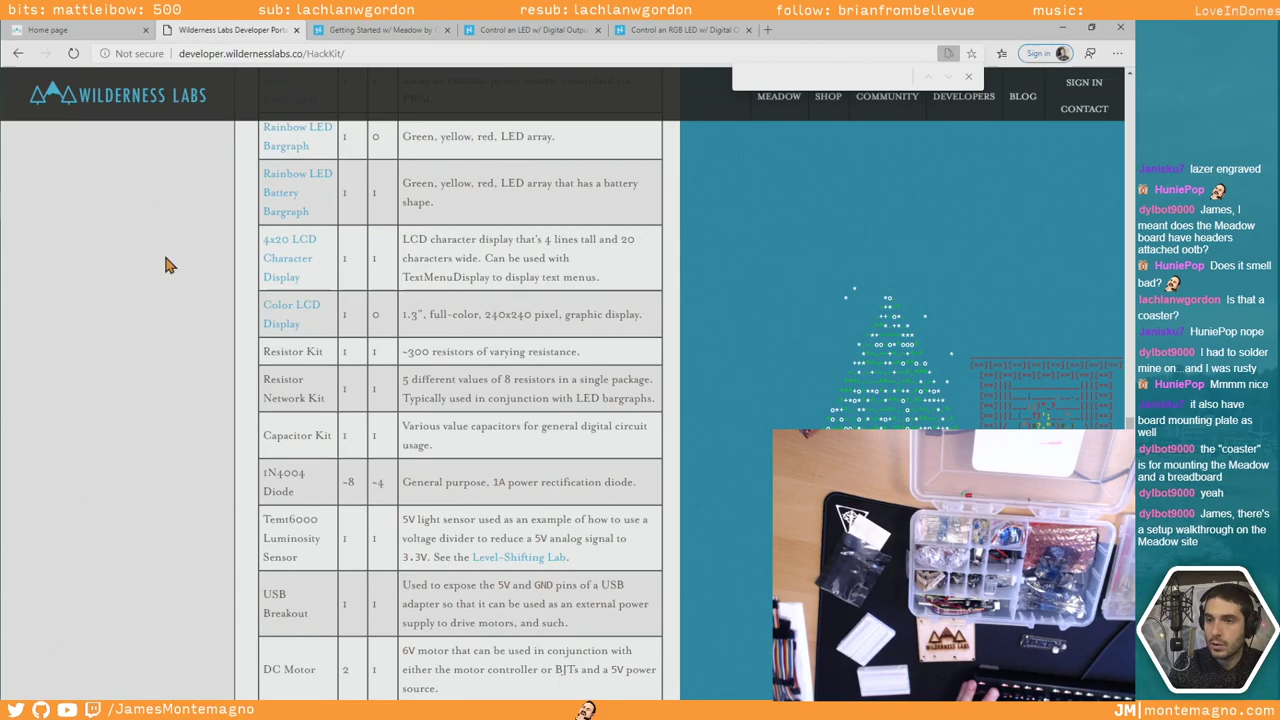 bits: mattleibow: 500
sub: lachlanwgordon
resub: lachlanwgordon
follow: brianfrombellevue
music:
LoveInDomes
Home page
Wilderness Labs Developer Port
Getting Started w/ Meadow by
Control an LED w/ Digital Outpu
Control an RGB LED w/ Digital O
Not secure
developer.wildernesslabs.co/HackKit/
Sign in
WILDERNESS LABS
MEADOW
SHOP
COMMUNITY
DEVELOPERS
BLOG
SIGN IN
CONTACT
PWM.
Rainbow LED Bargraph
1
0
Green, yellow, red, LED array.
Rainbow LED
Battery
Bargraph
1
1
Green, yellow, red, LED array that has a battery
shape.
4x20 LCD
Character
Display
1
1
LCD character display that's 4 lines tall and 20
characters wide. Can be used with
TextMenuDisplay to display text menus.
Color LCD
Display
1
0
1.3", full-color, 240x240 pixel, graphic display.
Resistor Kit
1
1
~300 resistors of varying resistance.
Resistor
Network Kit
1
1
5 different values of 8 resistors in a single package.
Typically used in conjunction with LED bargraphs.
Capacitor Kit
1
1
Various value capacitors for general digital circuit
usage.
1N4004
Diode
~8
~4
General purpose, 1A power rectification diode.
Temt6000
Luminosity
Sensor
1
1
5V light sensor used as an example of how to use a
voltage divider to reduce a 5V analog signal to
3.3V. See the Level-Shifting Lab.
USB
Breakout
1
1
Used to expose the 5V and GND pins of a USB
adapter so that it can be used as an external power
supply to drive motors, and such.
DC Motor
2
1
6V motor that can be used in conjunction with
either the motor controller or BJTs and a 5V power
source.
Janisku7 lazer engraved
HuniePop
dylbot9000 James, I
meant does the Meadow
board have headers
attached ootb?
HuniePop Does it smell
bad?
lachlanwgordon Is that a
coaster?
Janisku7 HuniePop nope
dylbot9000 I had to solder
mine on...and I was rusty
HuniePop Mmmm nice
Janisku7 it also have
board mounting plate as
well
dylbot9000 the "coaster"
is for mounting the Meadow
and a breadboard
dylbot9000 yeah
dylbot9000 James, there's
a setup walkthrough on the
Meadow site
WILDERNESS LABS
/JamesMontemagno
JM montemagno.com